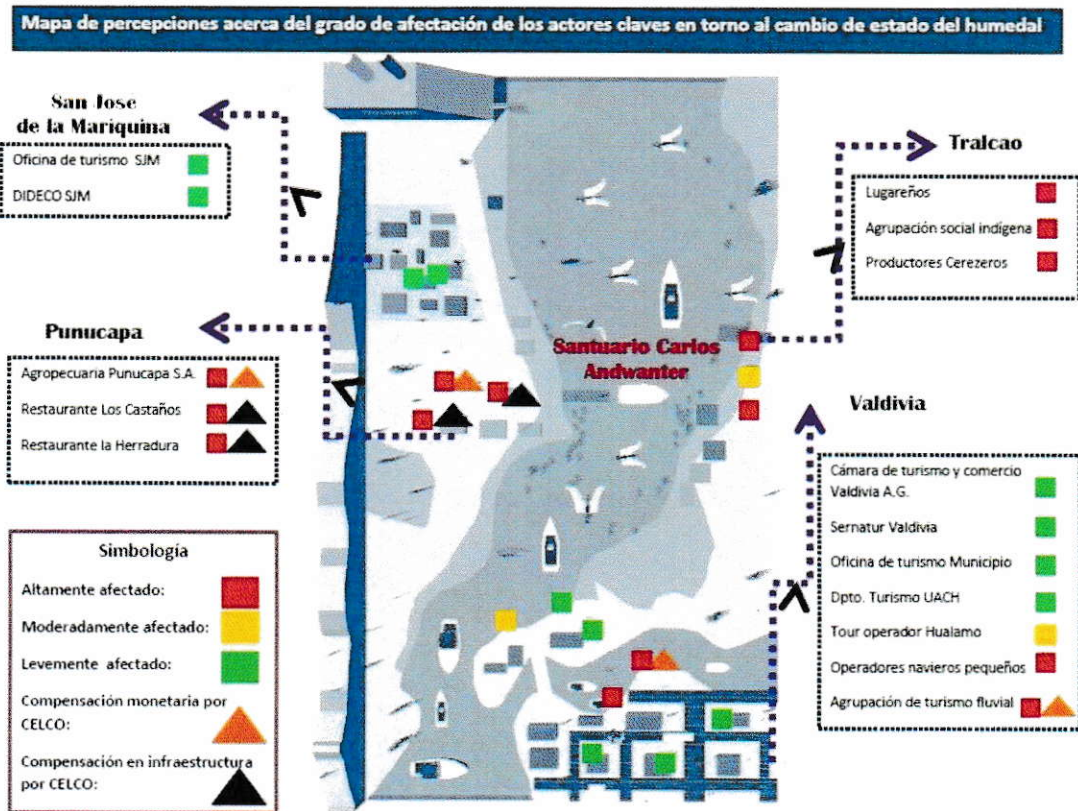 Mapa de percepciones acerca del grado de afectación de los actores claves en torno al cambio de estado del humedal
San José
de la Mariquina
Oficina de turismo SJM
DIDECO SJM
Punucapa
Agropecuaria Punucapa S.A.
Restaurante Los Castaños
Restaurante la Herradura
Simbología
Altamente afectado:
Moderadamente afectado:
Levemente afectado:
Compensación monetaria por
CELCO:
Compensación en infraestructura
por CELCO:
Santuario Carlos
Andwanter
Tralcao
Lugareños
Agrupación social indígena
Productores Cerezeros
Valdivia
Cámara de turismo y comercio
Valdivia A.G.
Sernatur Valdivia
Oficina de turismo Municipio
Dpto. Turismo UACH
Tour operador Hualamo
Operadores navieros pequeños
Agrupación de turismo fluvial